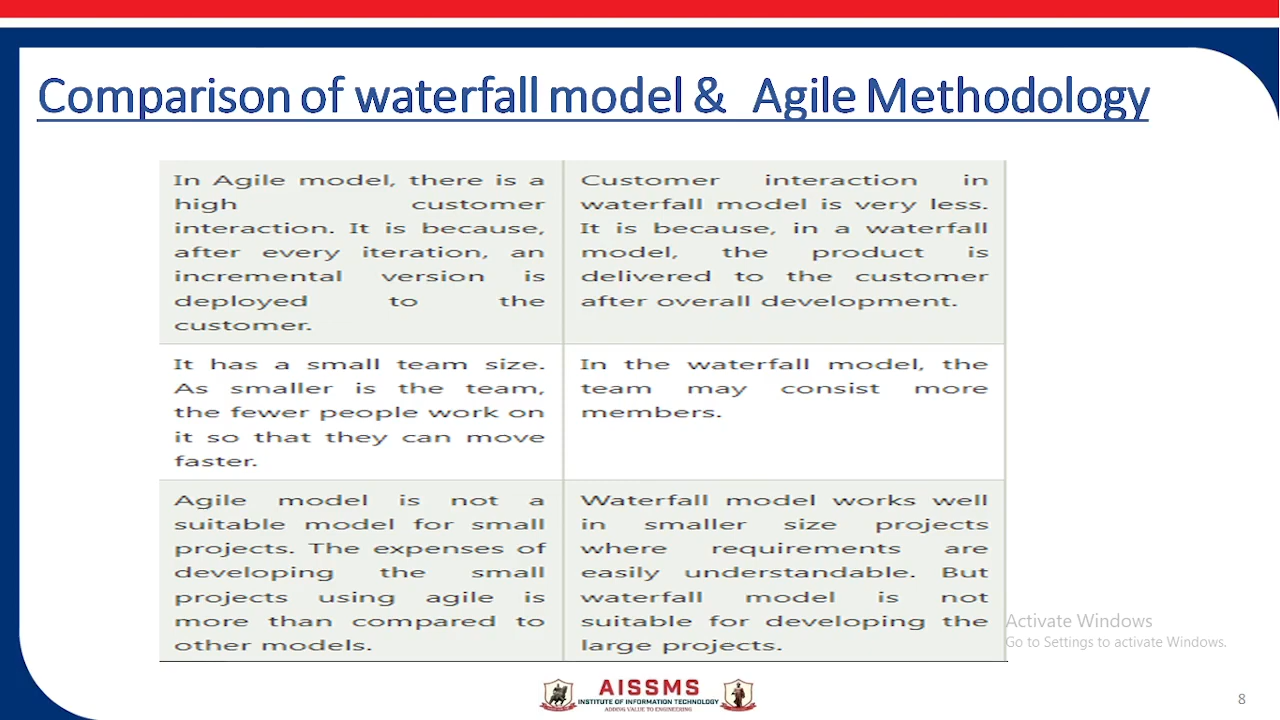 Comparison of waterfall model & Agile Methodology
In Agile model, there is a
high customer
interaction. It is because,
after every iteration, an
incremental version is
deployed to the
customer.
Customer interaction in
waterfall model is very less.
It is because, in a waterfall
model, the product is
delivered to the customer
after overall development.
It has a small team size.
As smaller is the team,
the fewer people work on
it so that they can move
faster.
In the waterfall model, the
team may consist more
members.
Agile model is not a
suitable model for small
projects. The expenses of
developing the small
projects using agile is
more than compared to
other models.
Waterfall model works well
in smaller size projects
where requirements are
easily understandable. But
waterfall model is not
suitable for developing the
large projects.
Activate Windows
Go to Settings to activate Windows.
AISSMS
INSTITUTE OF INFORMATION TECHNOLOGY
ADDING VALUE TO ENGINEERING
8